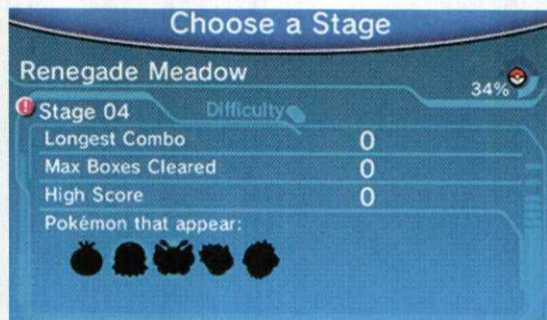 Choose a Stage
Renegade Meadow
34%
Stage 04 Difficulty
Longest Combo 0
Max Boxes Cleared 0
High Score 0
Pokémon that appear: